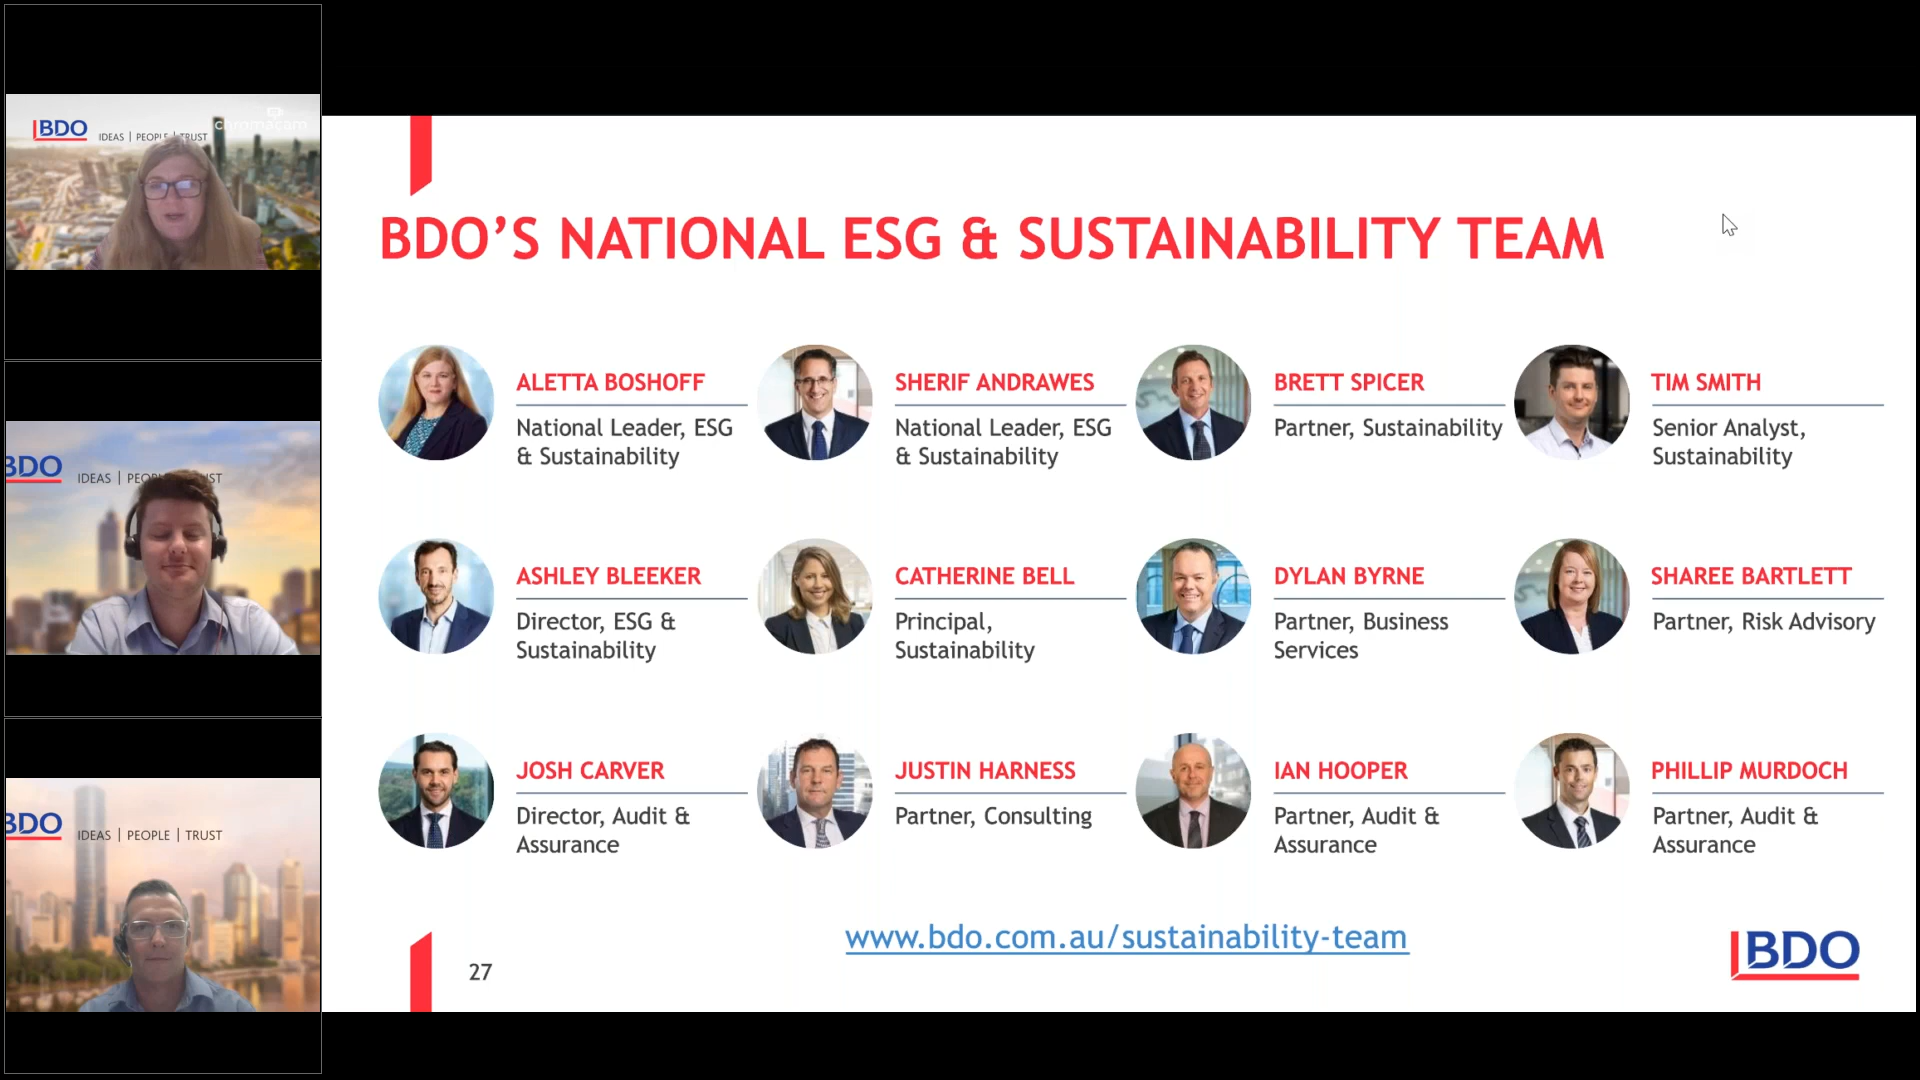 BDO
IDEAS | PEOPLE | TRUST
chromacam
BDO
IDEAS | PEOPLE | TRUST
BDO
IDEAS | PEOPLE | TRUST
BDO’S NATIONAL ESG & SUSTAINABILITY TEAM
ALETTA BOSHOFF
National Leader, ESG
& Sustainability
SHERIF ANDRAWES
National Leader, ESG
& Sustainability
BRETT SPICER
Partner, Sustainability
TIM SMITH
Senior Analyst,
Sustainability
ASHLEY BLEEKER
Director, ESG &
Sustainability
CATHERINE BELL
Principal,
Sustainability
DYLAN BYRNE
Partner, Business
Services
SHAREE BARTLETT
Partner, Risk Advisory
JOSH CARVER
Director, Audit &
Assurance
JUSTIN HARNESS
Partner, Consulting
IAN HOOPER
Partner, Audit &
Assurance
PHILLIP MURDOCH
Partner, Audit &
Assurance
www.bdo.com.au/sustainability-team
27
BDO